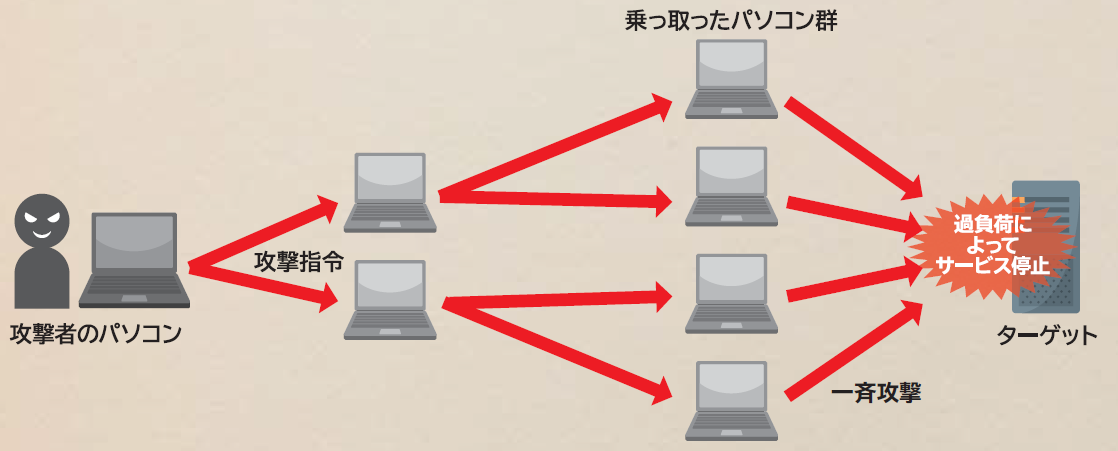 乗っ取ったパソコン群
攻撃指令
攻撃者のパソコン
過負荷に
よって
サービス停止
ターゲット
一斉攻撃